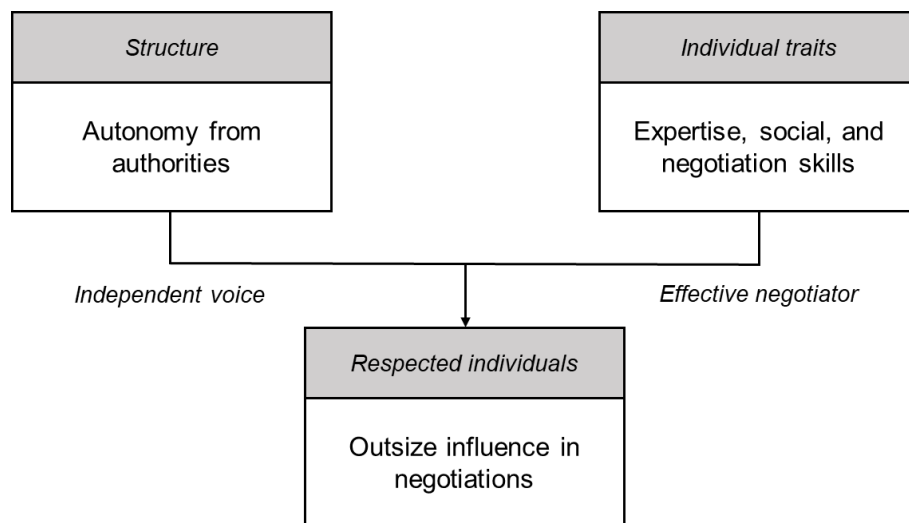 Structure
Autonomy from
authorities
Individual traits
Expertise, social, and
negotiation skills
Independent voice
Effective negotiator
Respected individuals
Outsize influence in
negotiations